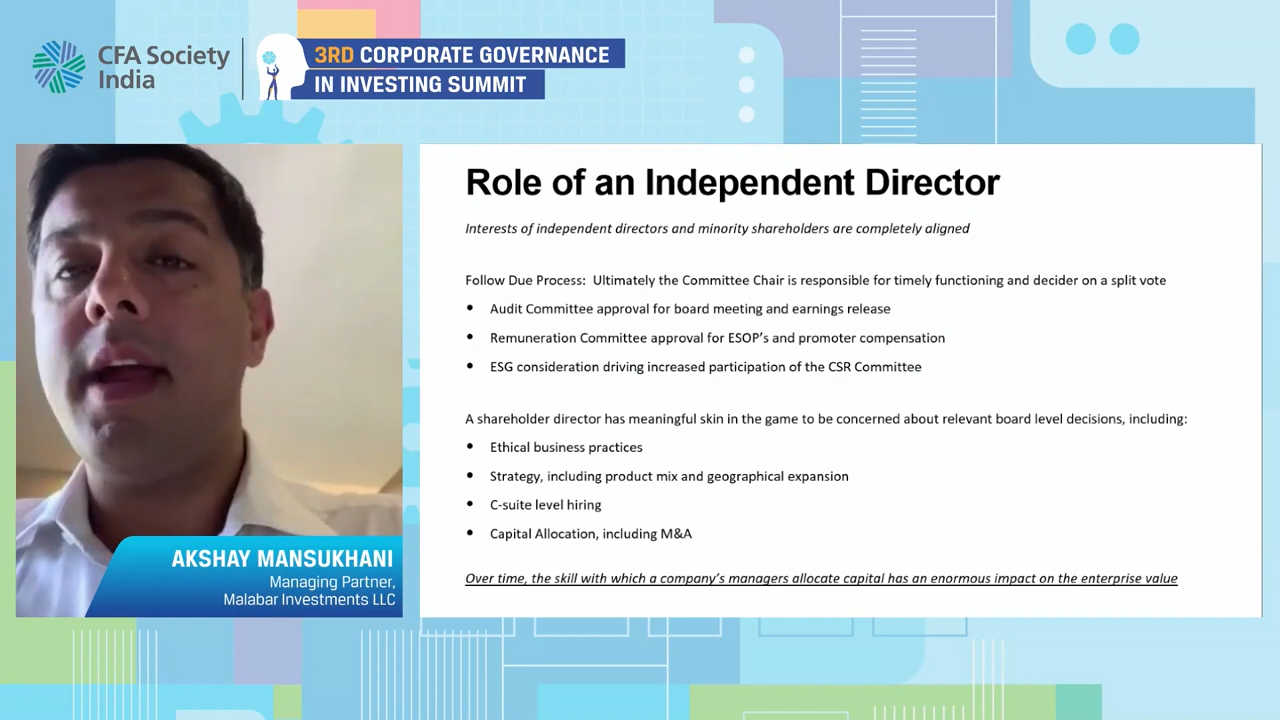 CFA Society
India
3RD CORPORATE GOVERNANCE
IN INVESTING SUMMIT
Role of an Independent Director
Interests of independent directors and minority shareholders are completely aligned
Follow Due Process:  Ultimately the Committee Chair is responsible for timely functioning and decider on a split vote
• Audit Committee approval for board meeting and earnings release
• Remuneration Committee approval for ESOP's and promoter compensation
• ESG consideration driving increased participation of the CSR Committee
A shareholder director has meaningful skin in the game to be concerned about relevant board level decisions, including:
• Ethical business practices
• Strategy, including product mix and geographical expansion
• C-suite level hiring
• Capital Allocation, including M&A
Over time, the skill with which a company's managers allocate capital has an enormous impact on the enterprise value
AKSHAY MANSUKHANI
Managing Partner,
Malabar Investments LLC